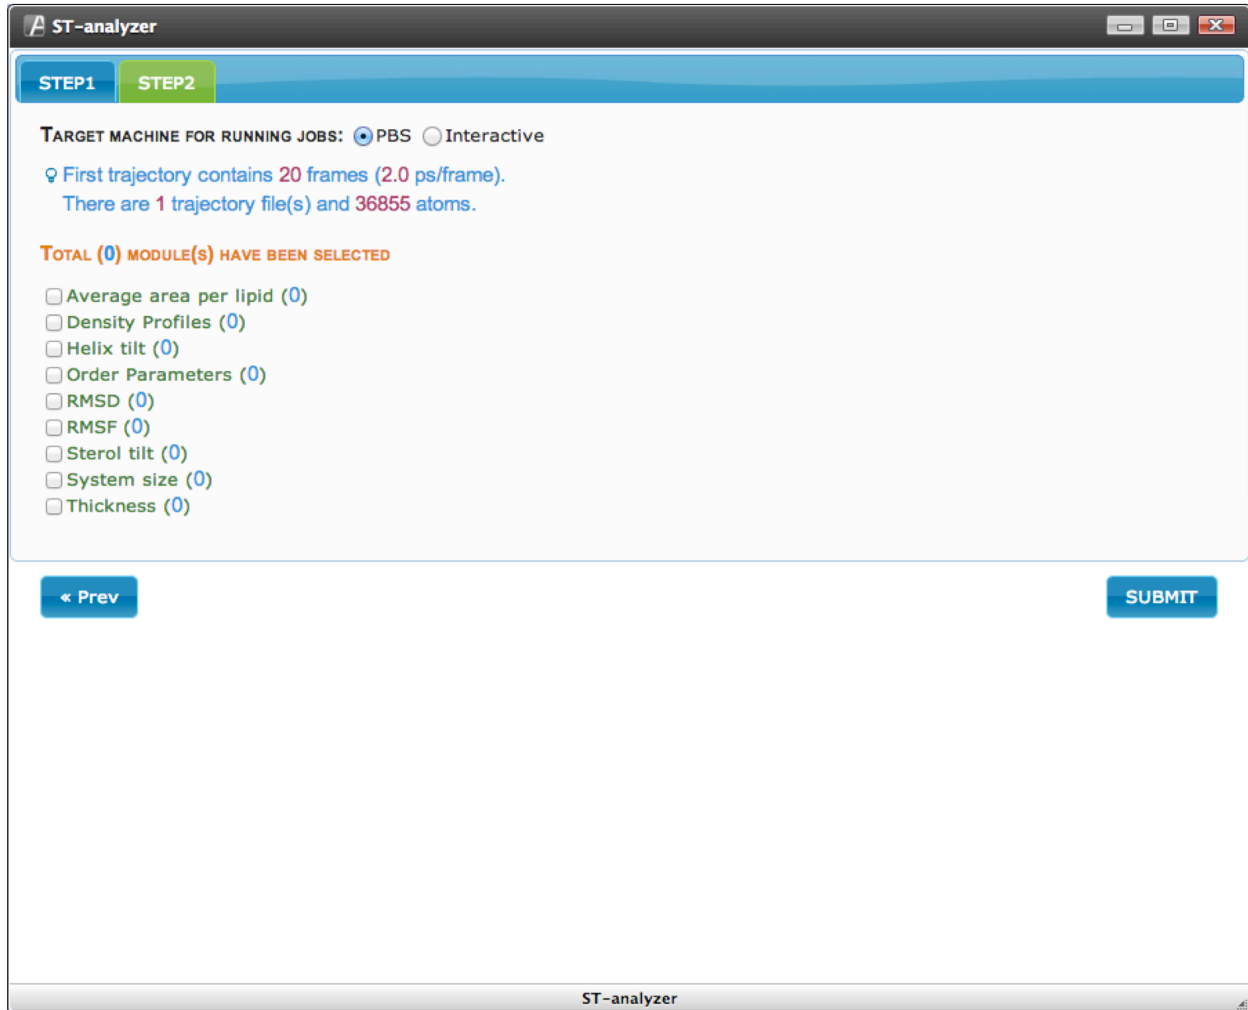 ST-analyzer
STEP1 STEP2
TARGET MACHINE FOR RUNNING JOBS: PBS Interactive
First trajectory contains 20 frames (2.0 ps/frame).
There are 1 trajectory file(s) and 36855 atoms.
TOTAL (0) MODULE(S) HAVE BEEN SELECTED
Average area per lipid (0)
Density Profiles (0)
Helix tilt (0)
Order Parameters (0)
RMSD (0)
RMSF (0)
Sterol tilt (0)
System size (0)
Thickness (0)
« Prev SUBMIT
ST-analyzer